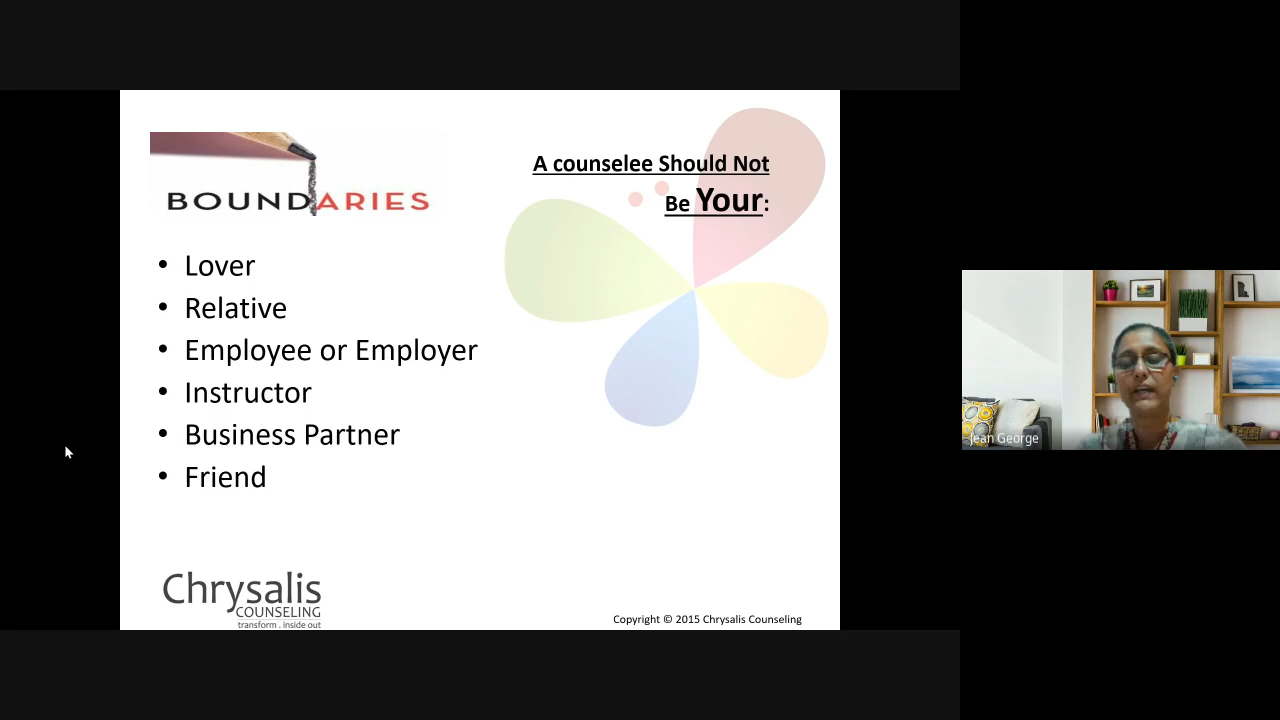 BOUNDARIES
A counselee Should Not
Be Your:
• Lover
• Relative
• Employee or Employer
• Instructor
• Business Partner
• Friend
Chrysalis
COUNSELING
transform . inside out
Copyright © 2015 Chrysalis Counseling
Jean George